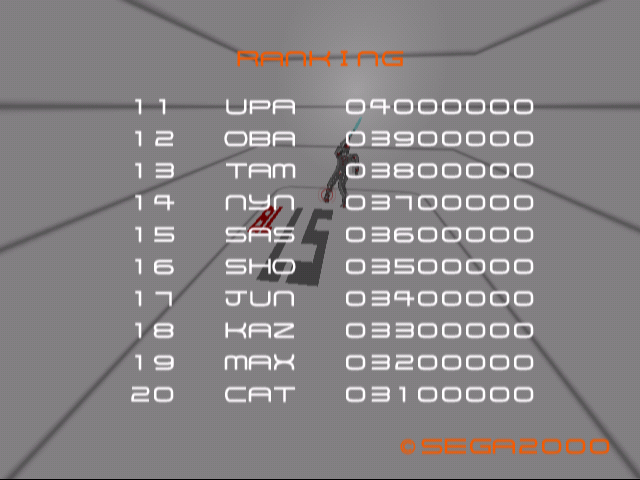 RANKING
11 UPA 04000000
12 OBA 03900000
13 TAM 03800000
14 NYN 03700000
15 SAS 03600000
16 SHO 03500000
17 JUN 03400000
18 KAZ 03300000
19 MAX 03200000
20 CAT 03100000
15
©SEGA2000